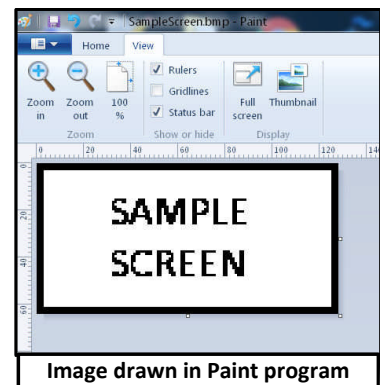 SampleScreen.bmp - Paint
Home View
Zoom in
Zoom out
100 %
Rulers
Gridlines
Status bar
Full screen
Thumbnail
Zoom
Show or hide
Display
0 20 40 60 80 100 120 140
0
20
40
60
SAMPLE
SCREEN
Image drawn in Paint program